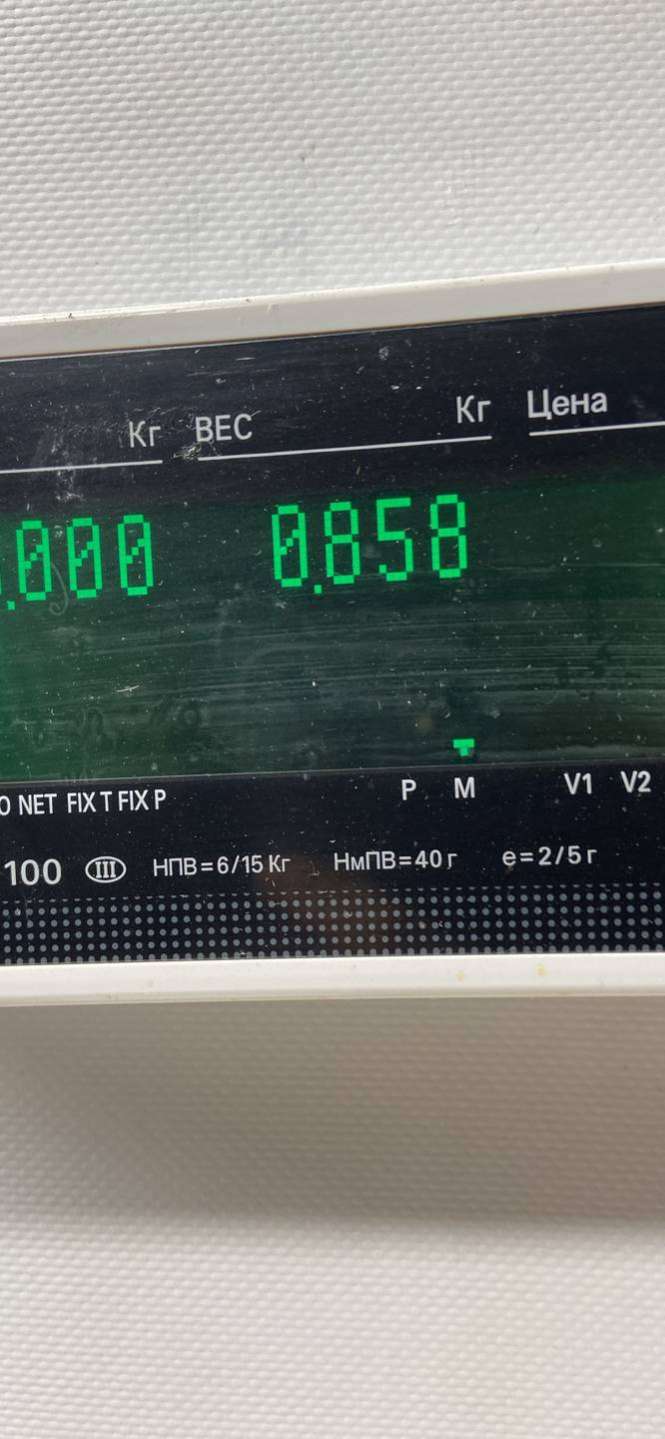 Кг ВЕС Кг Цена
.000 0.858
NET FIX T FIX P P M V1 V2
100 III НПВ=6/15 Кг НмПВ=40 г e=2/5 г